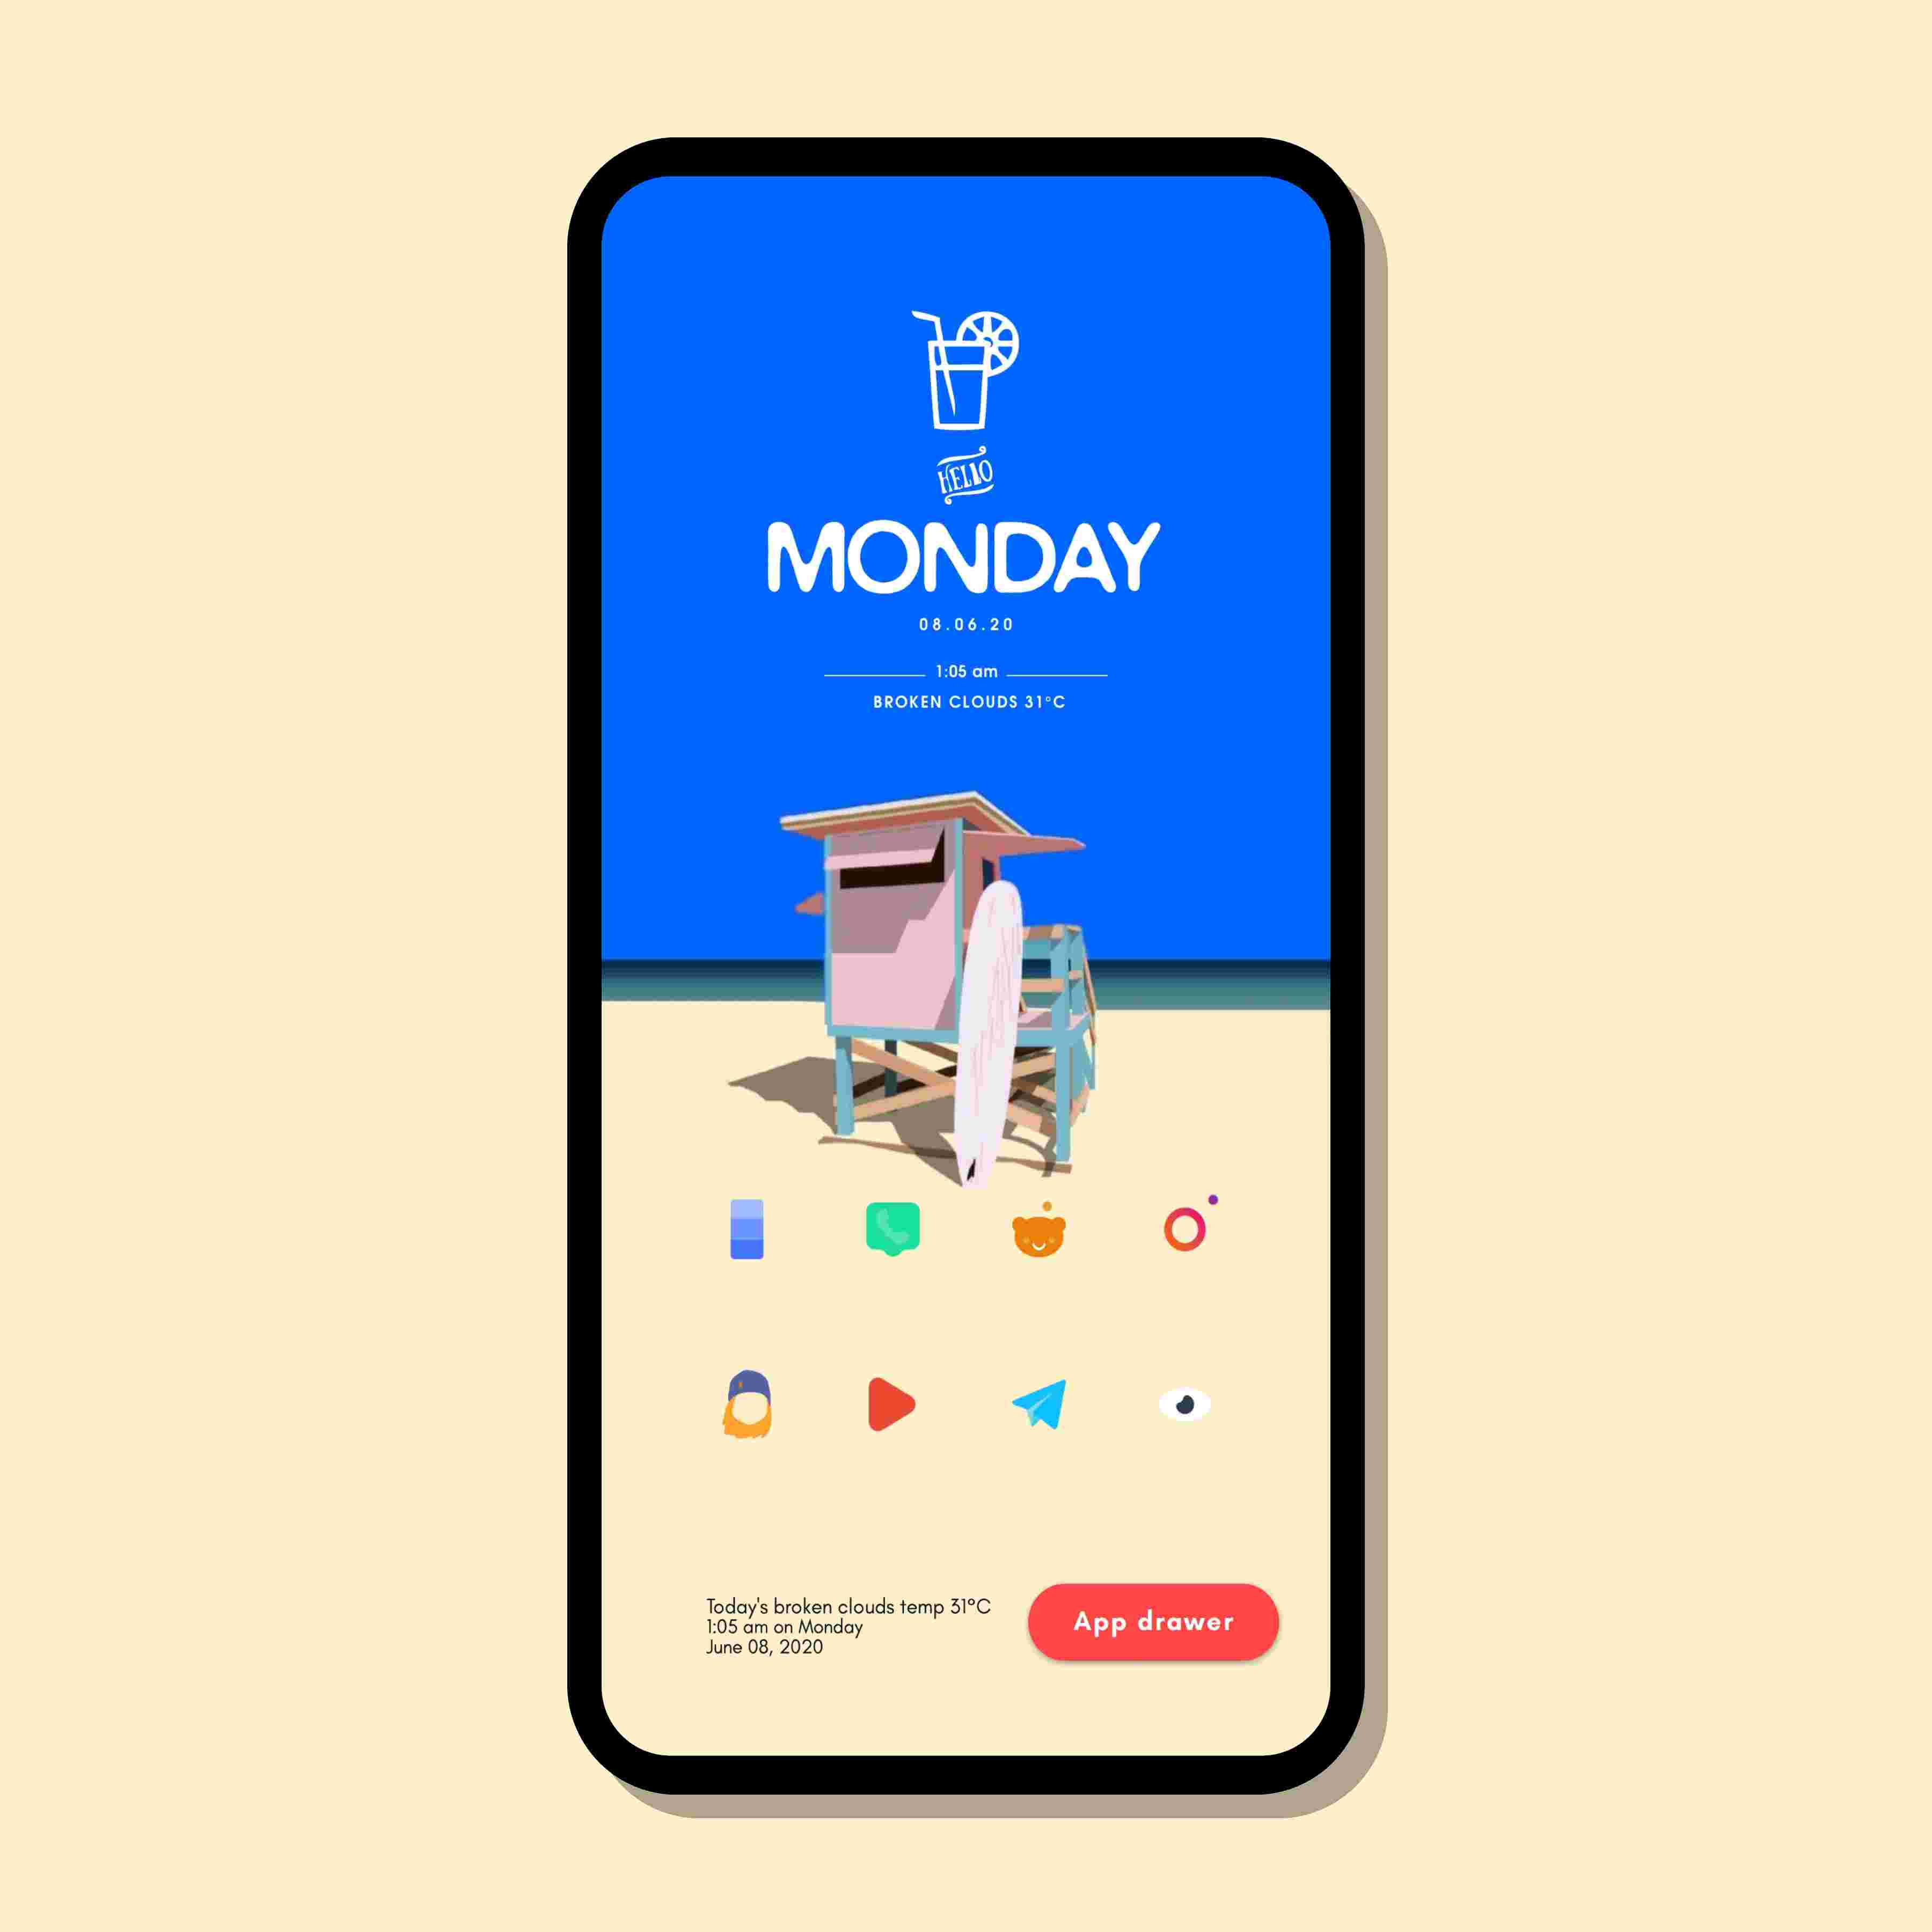 HELLO
MONDAY
08.06.20
1:05 am
BROKEN CLOUDS 31°C
Today's broken clouds temp 31°C
1:05 am on Monday
June 08, 2020
App drawer